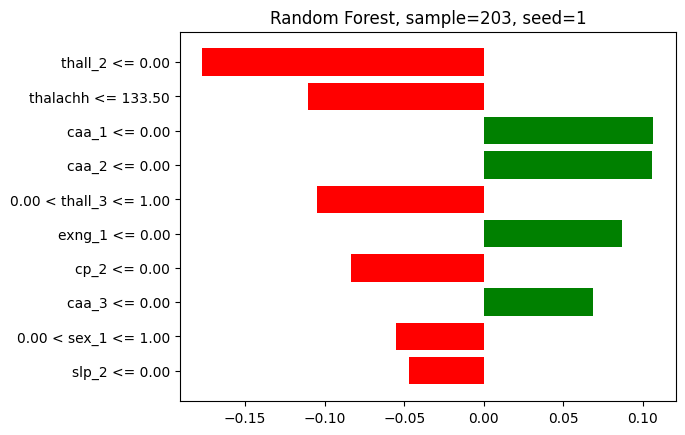 Random Forest, sample=203, seed=1
thall_2 <= 0.00
thalachh <= 133.50
caa_1 <= 0.00
caa_2 <= 0.00
0.00 < thall_3 <= 1.00
exng_1 <= 0.00
cp_2 <= 0.00
caa_3 <= 0.00
0.00 < sex_1 <= 1.00
slp_2 <= 0.00
−0.15 −0.10 −0.05 0.00 0.05 0.10